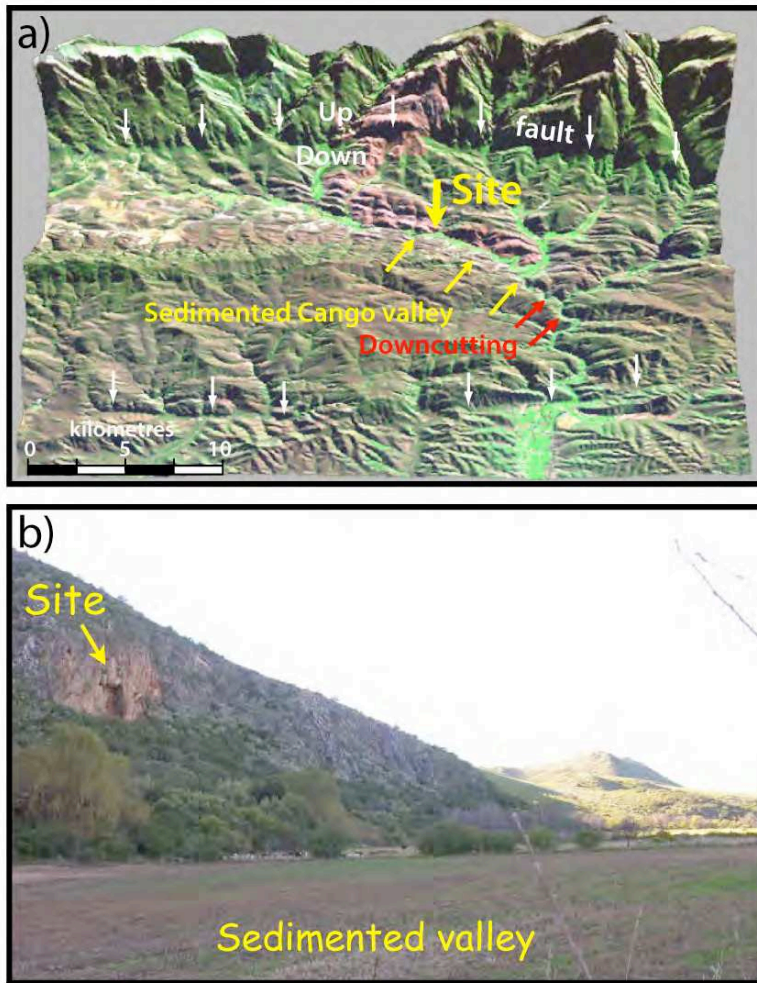 a)
Up
fault
Down
Site
Sedimented Cango valley
Downcutting
kilometres
0 5 10
b)
Site
Sedimented valley